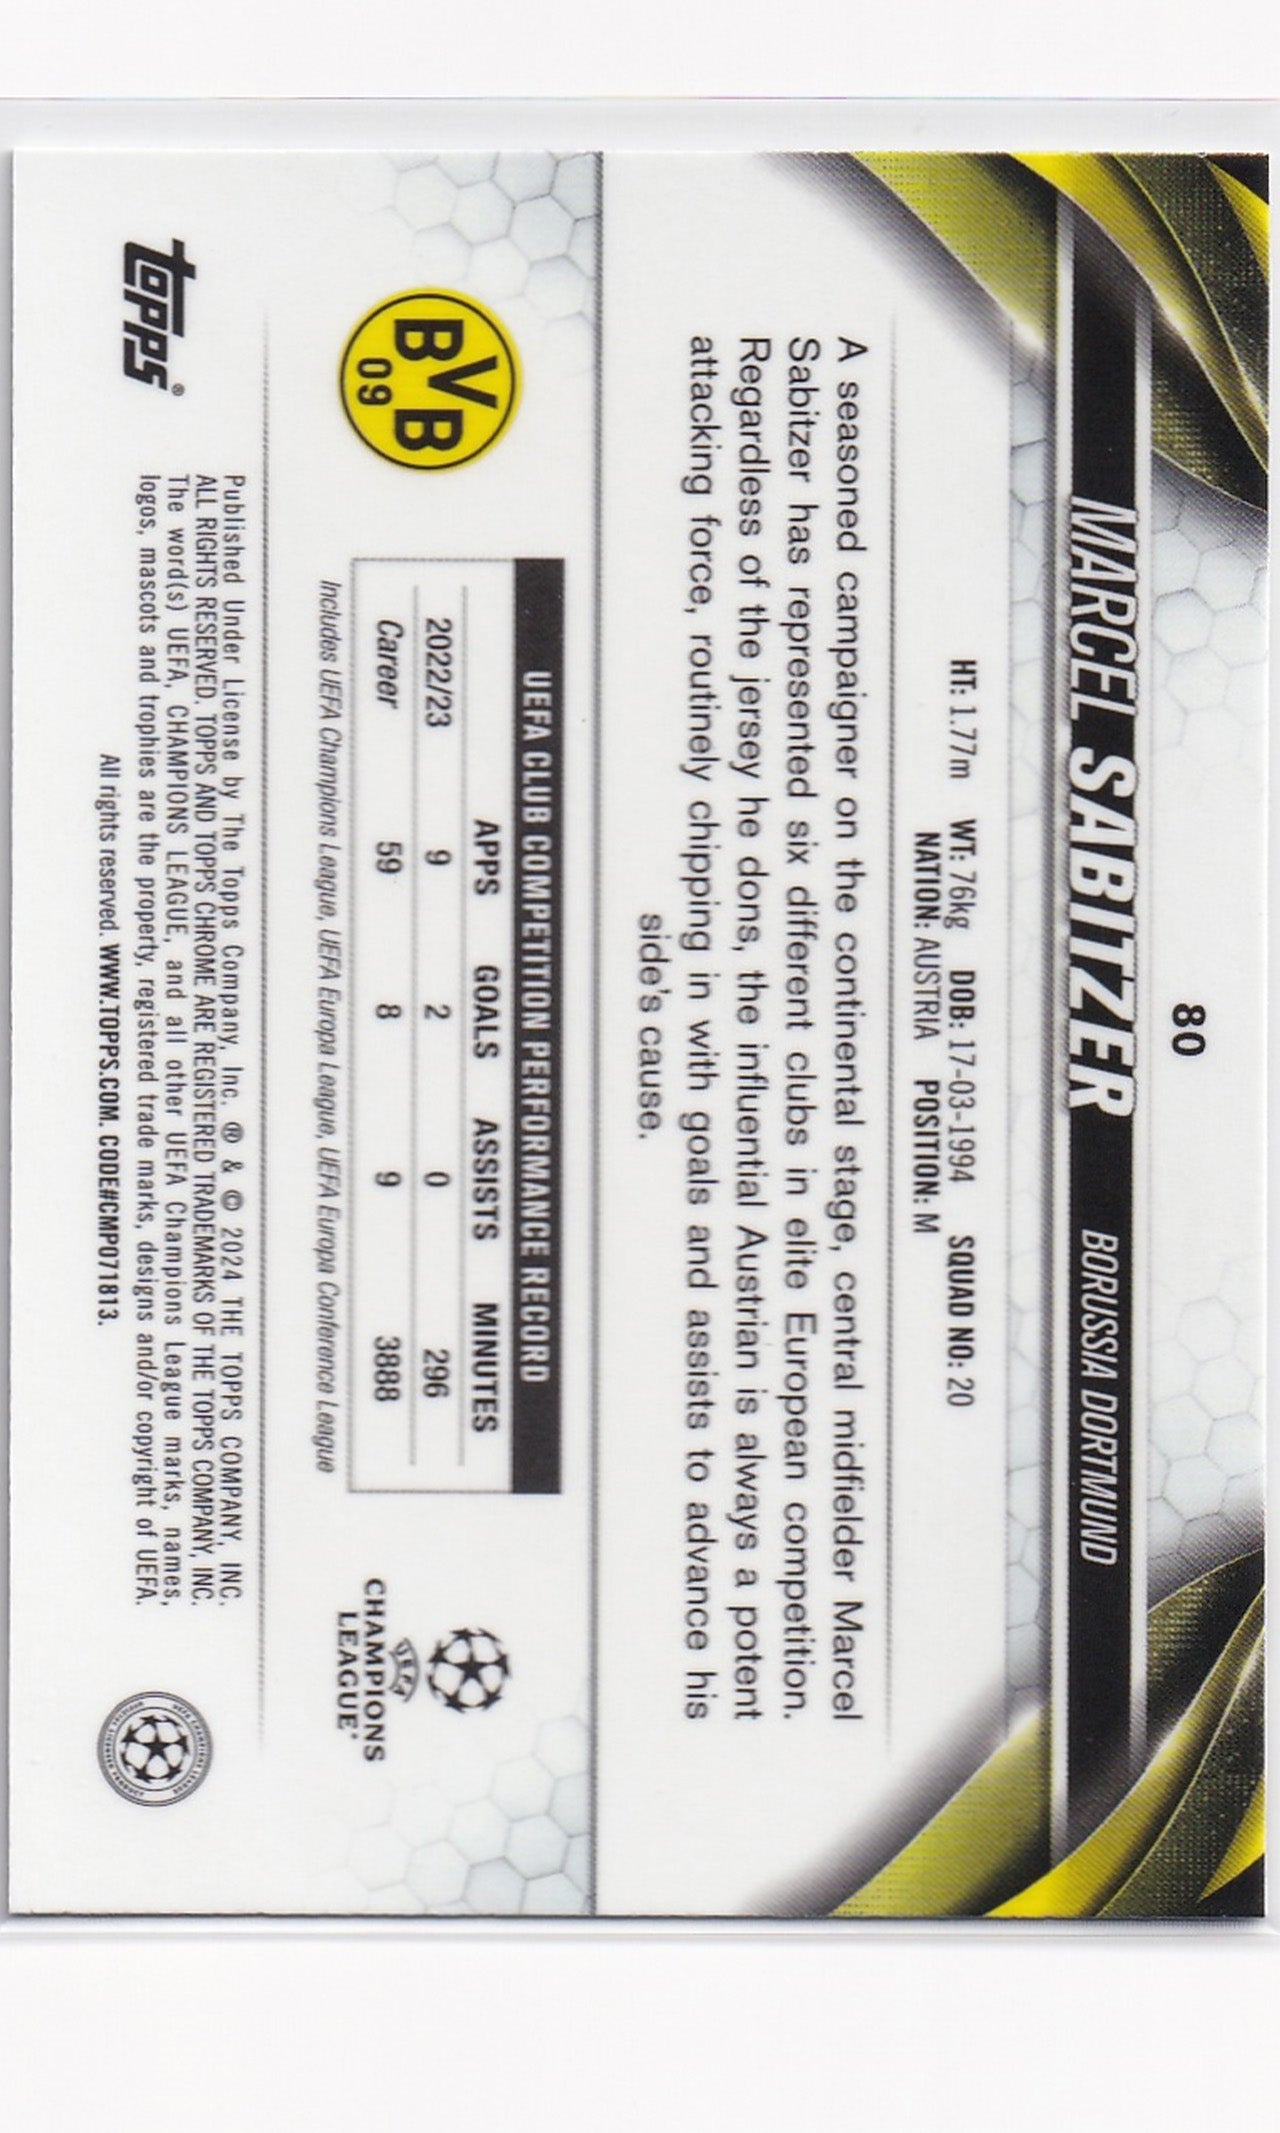 80
MARCEL SABITZER BORUSSIA DORTMUND
HT: 1.77m WT: 76kg DOB: 17-03-1994 SQUAD NO: 20
NATION: AUSTRIA POSITION: M
A seasoned campaigner on the continental stage, central midfielder Marcel
Sabitzer has represented six different clubs in elite European competition.
Regardless of the jersey he dons, the influential Austrian is always a potent
attacking force, routinely chipping in with goals and assists to advance his
side's cause.
BVB
09
UEFA CLUB COMPETITION PERFORMANCE RECORD
APPS GOALS ASSISTS MINUTES
2022/23 9 2 0 296
Career 59 8 9 3888
Includes UEFA Champions League, UEFA Europa League, UEFA Europa Conference League
UEFA
CHAMPIONS
LEAGUE
topps®
Published Under License by The Topps Company, Inc. ® & © 2024 THE TOPPS COMPANY, INC.
ALL RIGHTS RESERVED. TOPPS AND TOPPS CHROME ARE REGISTERED TRADEMARKS OF THE TOPPS COMPANY, INC.
The word(s) UEFA, CHAMPIONS LEAGUE, and all other UEFA Champions League marks, names,
logos, mascots and trophies are the property, registered trade marks, designs and/or copyright of UEFA.
All rights reserved. WWW.TOPPS.COM. CODE#CMP071813.